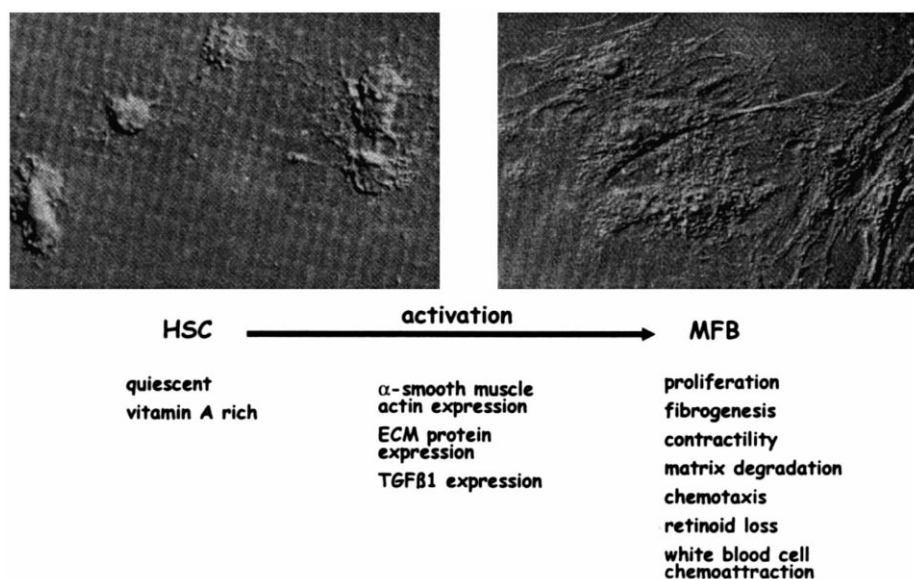 activation
HSC
MFB
quiescent
vitamin A rich
α-smooth muscle
actin expression
ECM protein
expression
TGFß1 expression
proliferation
fibrogenesis
contractility
matrix degradation
chemotaxis
retinoid loss
white blood cell
chemoattraction